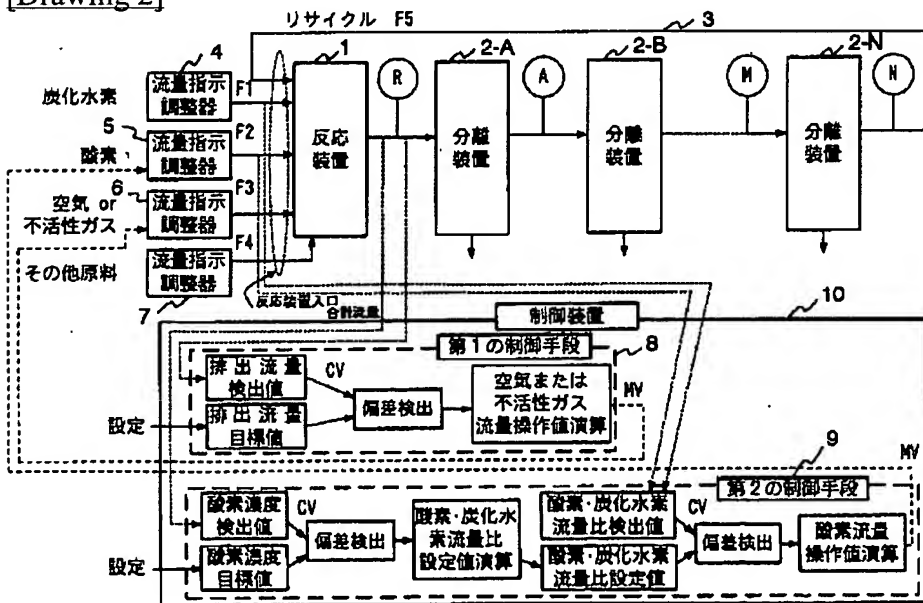 [Drawing 2]
リサイクル F5
3
4
1
2-A
2-B
2-N
炭化水素
流量指示
調整器
F1
R
A
M
N
5
酸素
流量指示
調整器
F2
反応
装置
分離
装置
分離
装置
分離
装置
6
空気 or
不活性ガス
流量指示
調整器
F3
F4
その他原料
流量指示
調整器
7
反応装置入口
合計流量
制御装置
10
第1の制御手段
8
排出流量
検出値
CV
偏差検出
空気または
不活性ガス
流量操作値演算
MV
設定
排出流量
目標値
MV
9
第2の制御手段
酸素濃度
検出値
CV
偏差検出
酸素・炭化水
素流量比
設定値演算
酸素・炭化水素
流量比検出値
CV
偏差検出
酸素流量
操作値演算
設定
酸素濃度
目標値
酸素・炭化水素
流量比設定値